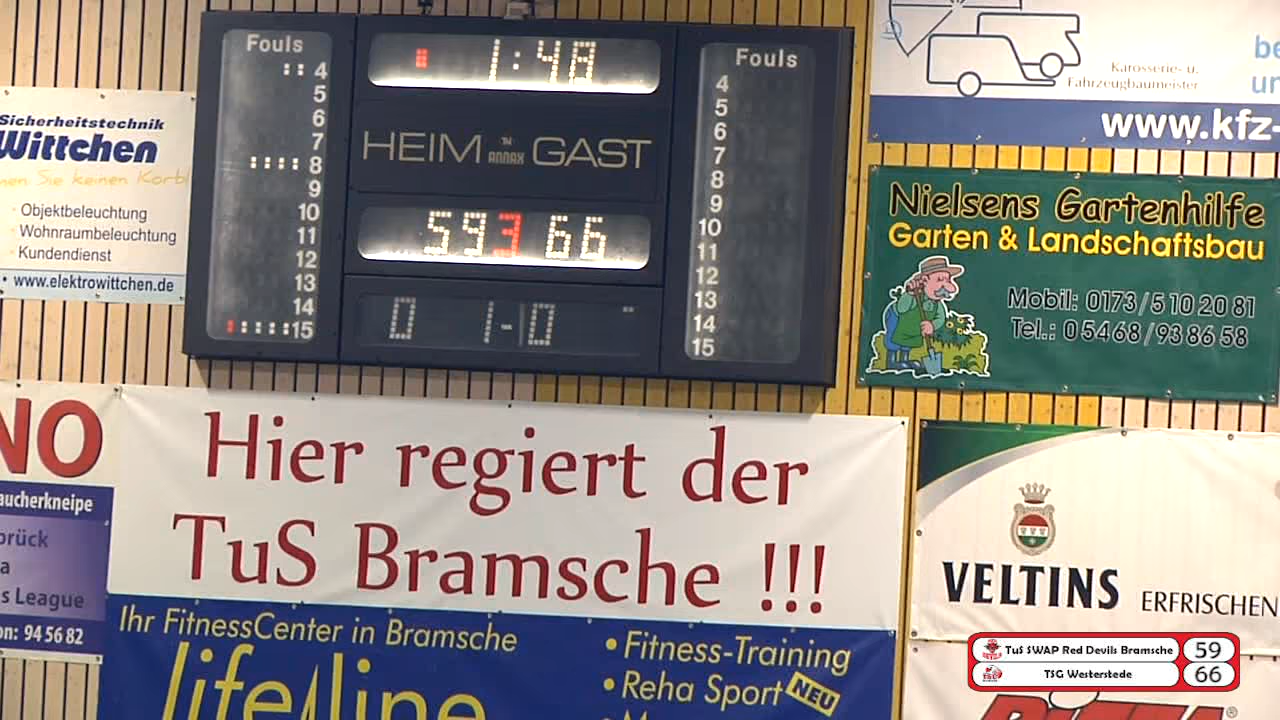 Fouls
4
5
6
7
8
9
10
11
12
13
14
15
1:48
HEIM ANNAX GAST
59 3 66
0 1-0
Fouls
4
5
6
7
8
9
10
11
12
13
14
15
Sicherheitstechnik
Wittchen
Sie keinen Korb
· Objektbeleuchtung
· Wohnraumbeleuchtung
· Kundendienst
• www.elektrowittchen.de
Karosserie- u.
Fahrzeugbaumeister
be
www.kfz-
Nielsens Gartenhilfe
Garten & Landschaftsbau
Mobil: 0173/5 10 20 81
Tel.: 0 54 68 / 93 86 58
NO
aucherkneipe
brück
a
s League
on: 94 56 82
Hier regiert der
TuS Bramsche !!!
Ihr FitnessCenter in Bramsche
life line
• Fitness-Training
• Reha Sport NEU
VELTINS ERFRISCHEN
TuS SWAP Red Devils Bramsche 59
TSG Westerstede 66